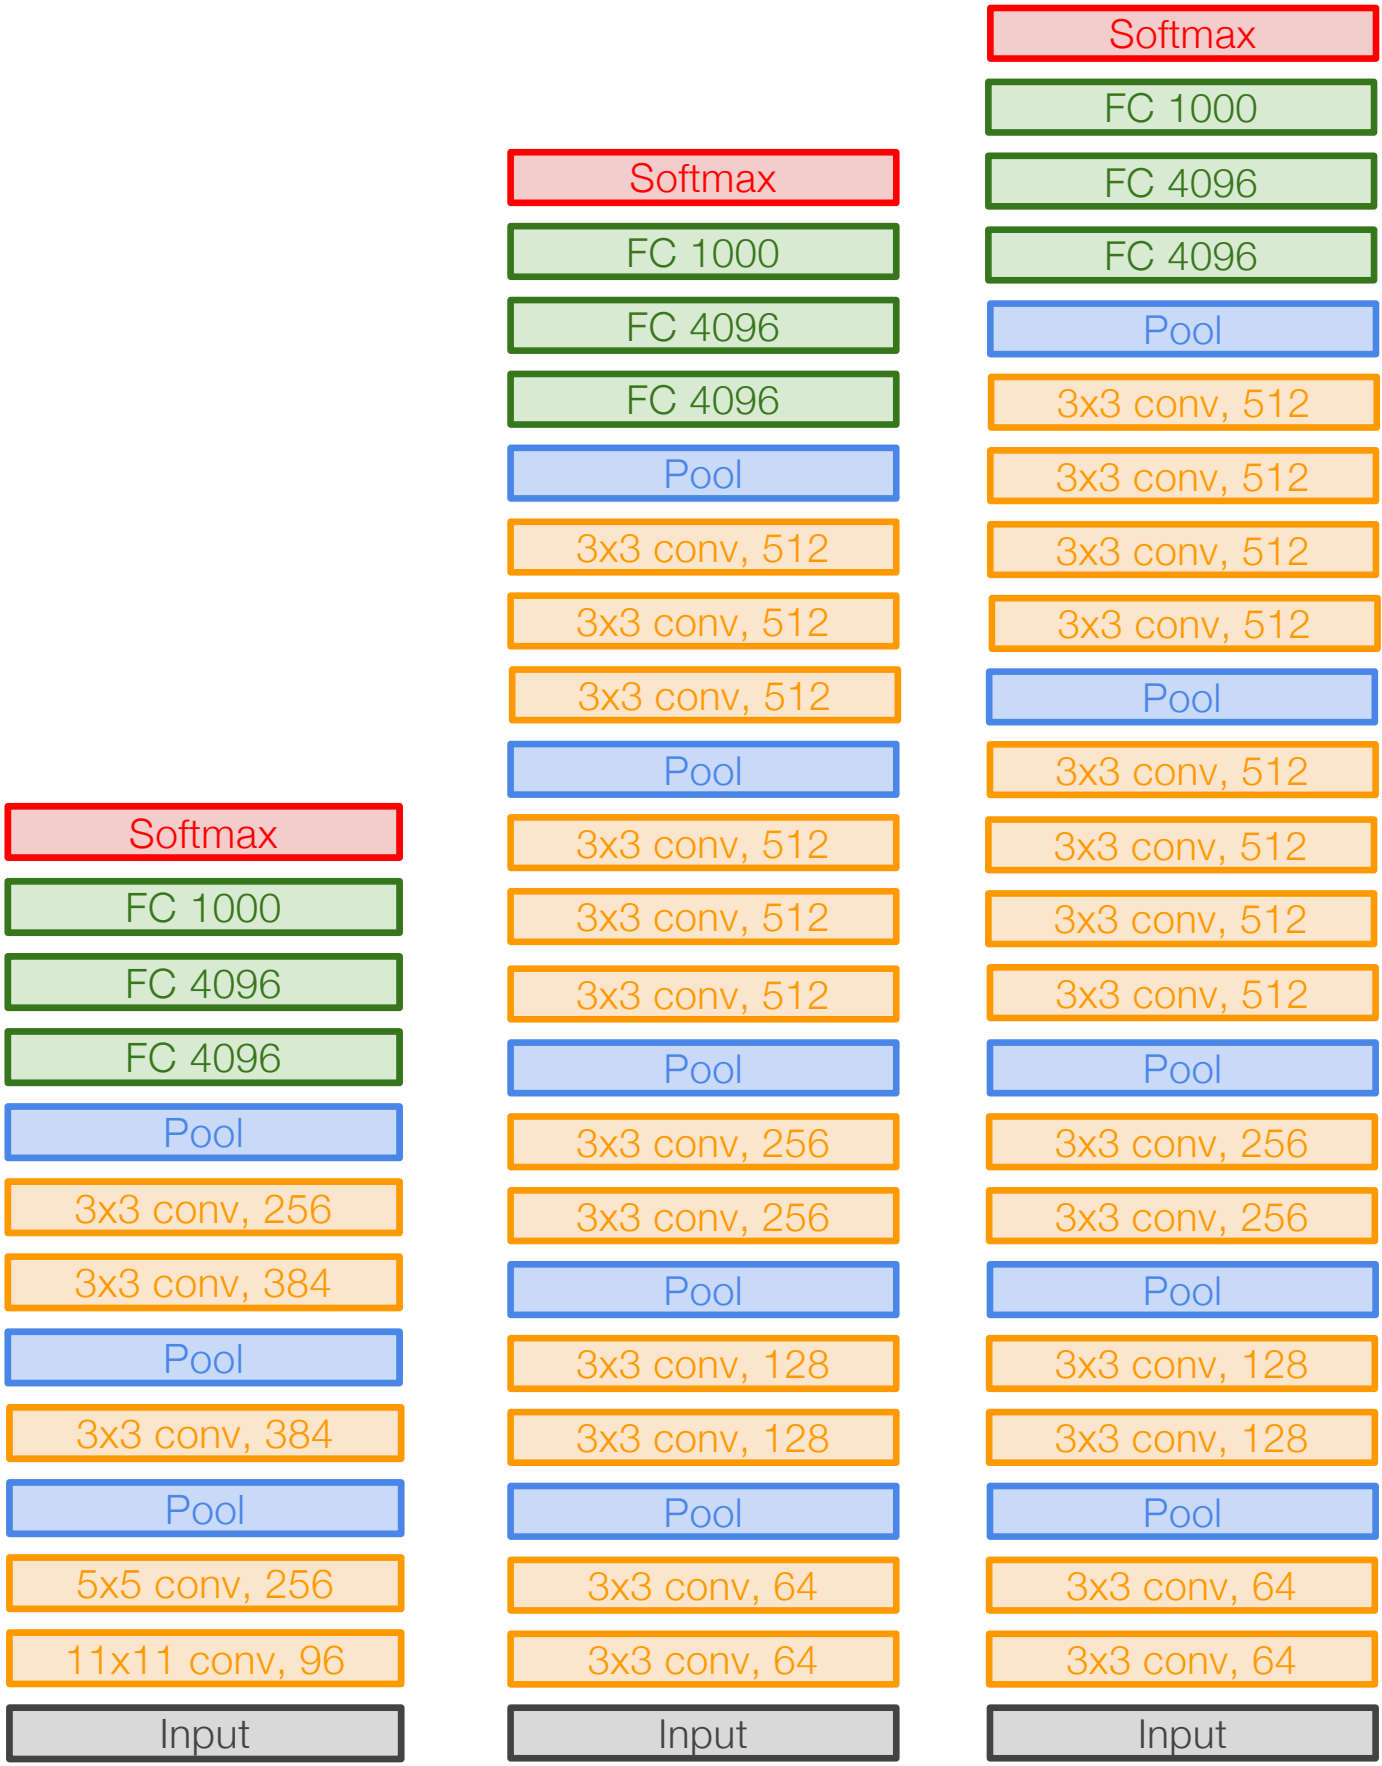 Softmax
FC 1000
FC 4096
FC 4096
Pool
3x3 conv, 256
3x3 conv, 384
Pool
3x3 conv, 384
Pool
5x5 conv, 256
11x11 conv, 96
Input
Softmax
FC 1000
FC 4096
FC 4096
Pool
3x3 conv, 512
3x3 conv, 512
3x3 conv, 512
Pool
3x3 conv, 512
3x3 conv, 512
3x3 conv, 512
Pool
3x3 conv, 256
3x3 conv, 256
Pool
3x3 conv, 128
3x3 conv, 128
Pool
3x3 conv, 64
3x3 conv, 64
Input
Softmax
FC 1000
FC 4096
FC 4096
Pool
3x3 conv, 512
3x3 conv, 512
3x3 conv, 512
3x3 conv, 512
Pool
3x3 conv, 512
3x3 conv, 512
3x3 conv, 512
3x3 conv, 512
Pool
3x3 conv, 256
3x3 conv, 256
Pool
3x3 conv, 128
3x3 conv, 128
Pool
3x3 conv, 64
3x3 conv, 64
Input